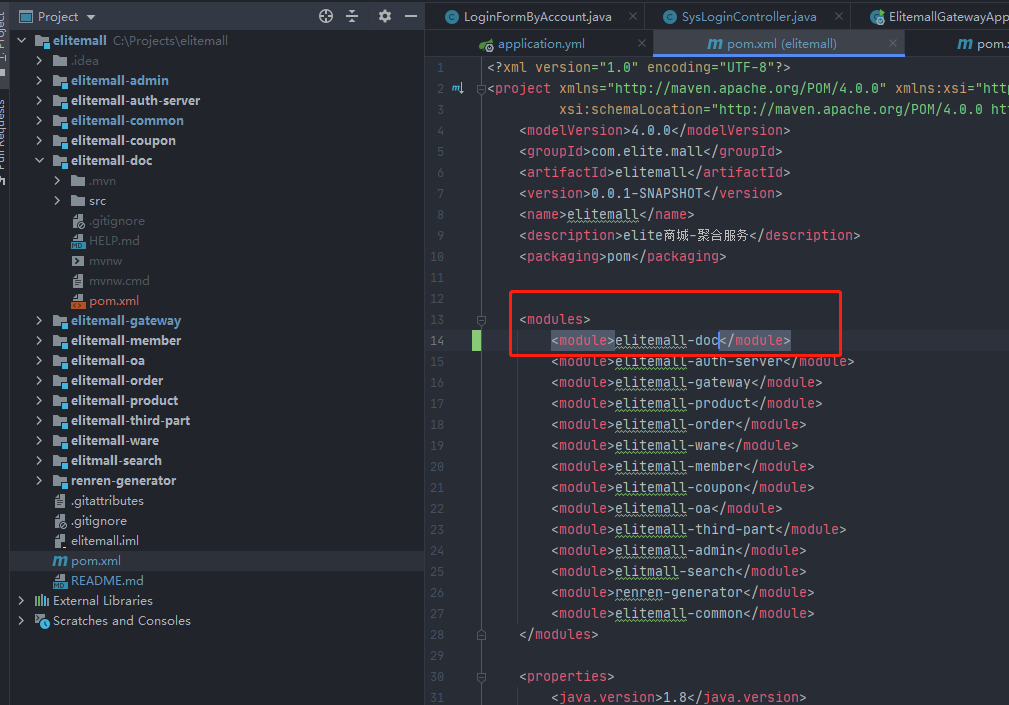 Project
LoginFormByAccount.java
SysLoginController.java
ElitemallGatewayApp
application.yml
pom.xml (elitemall)
pom.
elitemall C:\Projects\elitemall
.idea
elitemall-admin
elitemall-auth-server
elitemall-common
elitemall-coupon
elitemall-doc
.mvn
src
.gitignore
HELP.md
mvnw
mvnw.cmd
pom.xml
elitemall-gateway
elitemall-member
elitemall-oa
elitemall-order
elitemall-product
elitemall-third-part
elitemall-ware
elitmall-search
renren-generator
.gitattributes
.gitignore
elitemall.iml
pom.xml
README.md
External Libraries
Scratches and Consoles
Pull Requests
1 <?xml version="1.0" encoding="UTF-8"?>
2 <project xmlns="http://maven.apache.org/POM/4.0.0" xmlns:xsi="http
3 xsi:schemaLocation="http://maven.apache.org/POM/4.0.0 htt
4 <modelVersion>4.0.0</modelVersion>
5 <groupId>com.elite.mall</groupId>
6 <artifactId>elitemall</artifactId>
7 <version>0.0.1-SNAPSHOT</version>
8 <name>elitemall</name>
9 <description>elite商城-聚合服务</description>
10 <packaging>pom</packaging>
11
12
13 <modules>
14 <module>elitemall-doc</module>
15 <module>elitemall-auth-server</module>
16 <module>elitemall-gateway</module>
17 <module>elitemall-product</module>
18 <module>elitemall-order</module>
19 <module>elitemall-ware</module>
20 <module>elitemall-member</module>
21 <module>elitemall-coupon</module>
22 <module>elitemall-oa</module>
23 <module>elitemall-third-part</module>
24 <module>elitemall-admin</module>
25 <module>elitmall-search</module>
26 <module>renren-generator</module>
27 <module>elitemall-common</module>
28 </modules>
29
30 <properties>
31 <java.version>1.8</java.version>